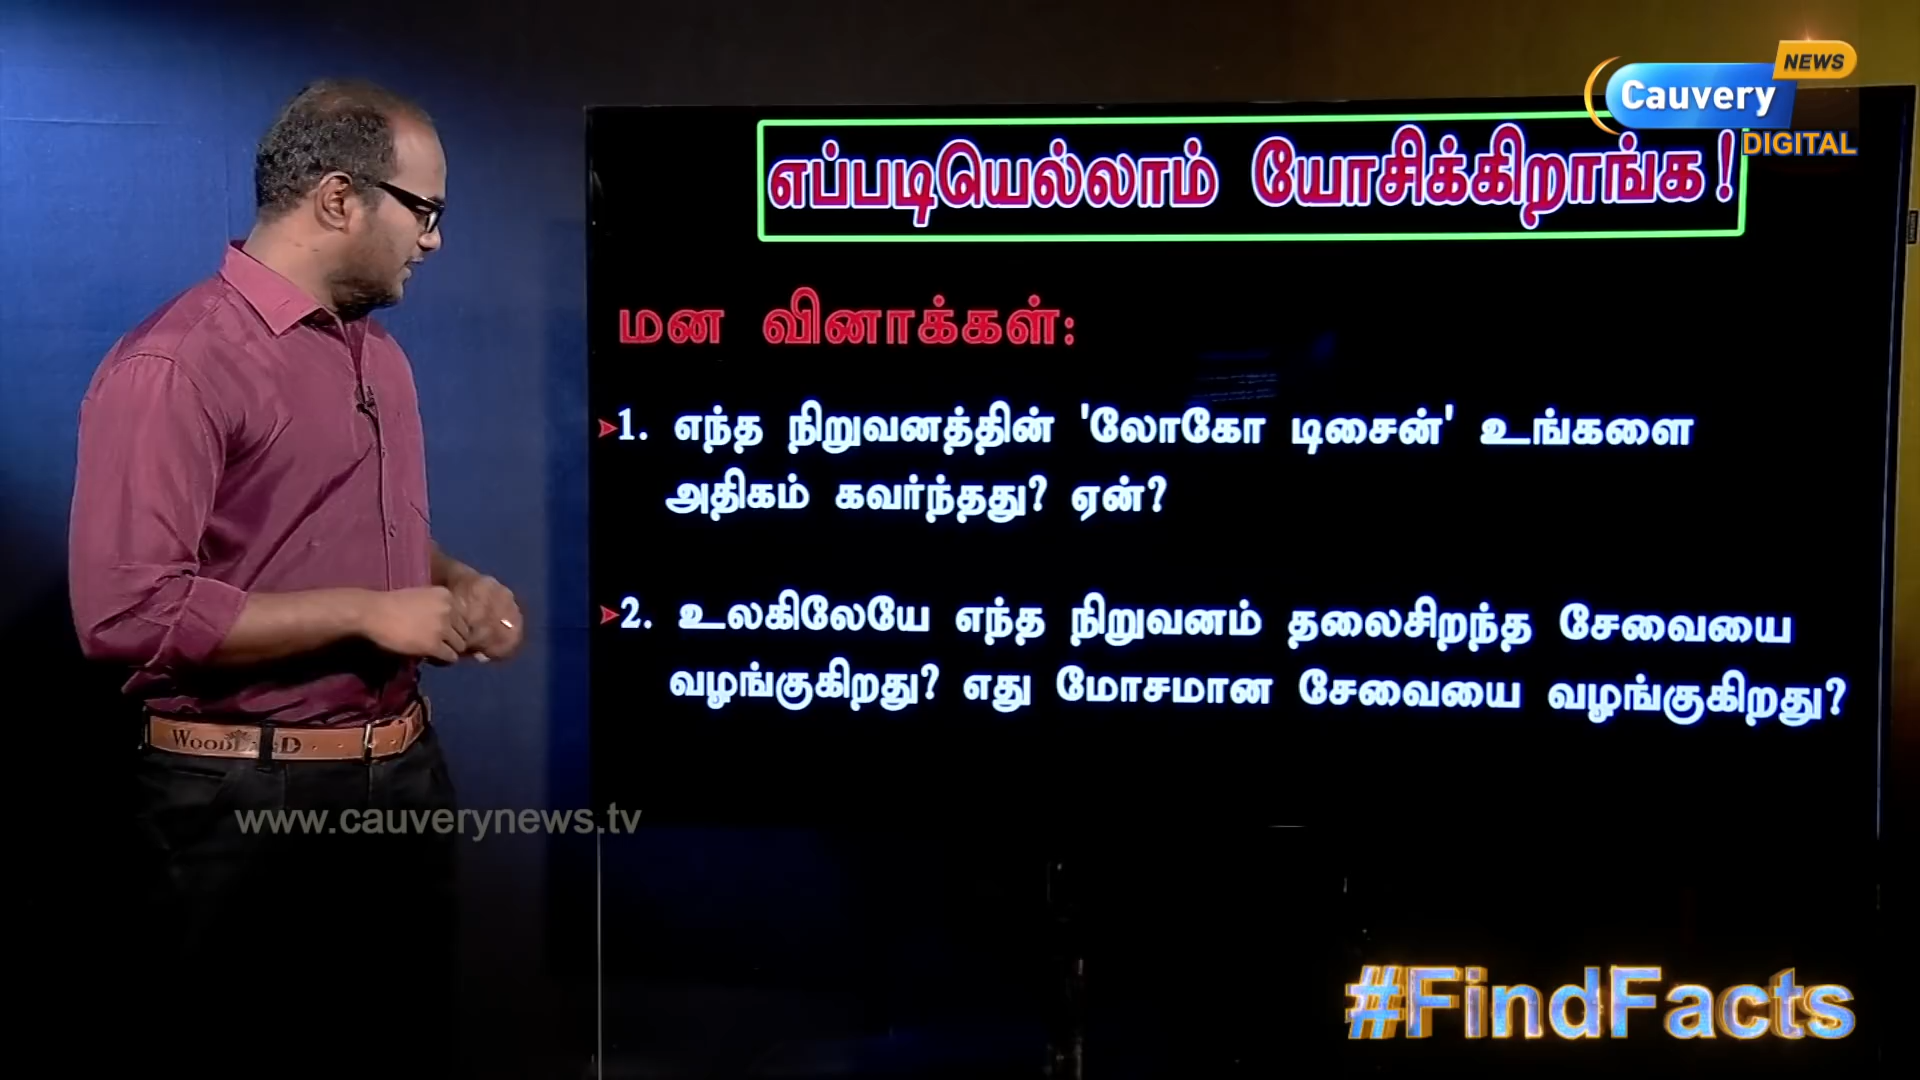 NEWS
Cauvery
DIGITAL
எப்படியெல்லாம் யோசிக்கிறாங்க!
மன வினாக்கள்:
➤1. எந்த நிறுவனத்தின் 'லோகோ டிசைன்' உங்களை
அதிகம் கவர்ந்தது? ஏன்?
➤2. உலகிலேயே எந்த நிறுவனம் தலைசிறந்த சேவையை
வழங்குகிறது? எது மோசமான சேவையை வழங்குகிறது?
WOODLAND
www.cauverynews.tv
#FindFacts